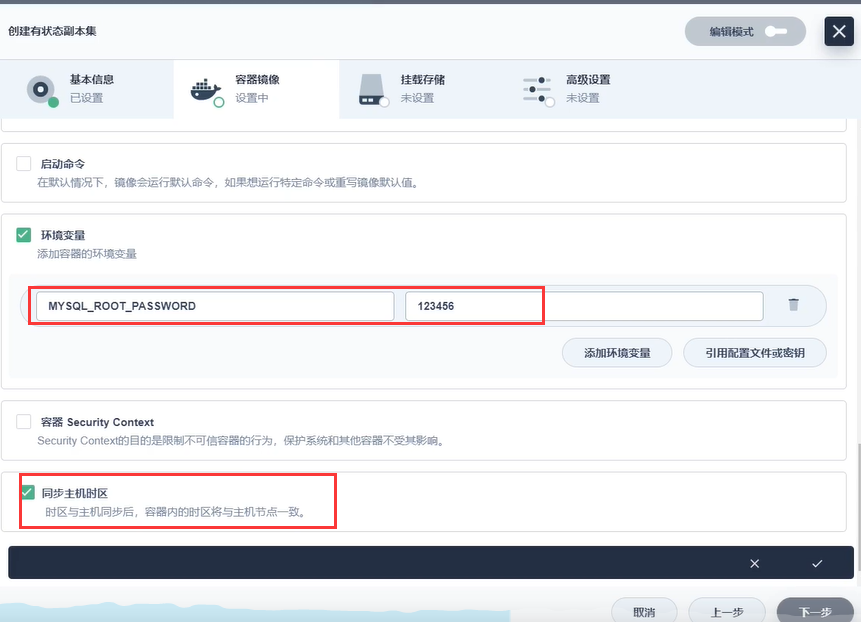 创建有状态副本集
编辑模式
基本信息
已设置
容器镜像
设置中
挂载存储
未设置
高级设置
未设置
启动命令
在默认情况下，镜像会运行默认命令，如果想运行特定命令或重写镜像默认值。
环境变量
添加容器的环境变量
MYSQL_ROOT_PASSWORD
123456
添加环境变量
引用配置文件或密钥
容器 Security Context
Security Context的目的是限制不可信容器的行为，保护系统和其他容器不受其影响。
同步主机时区
时区与主机同步后，容器内的时区将与主机节点一致。
取消
上一步
下一步